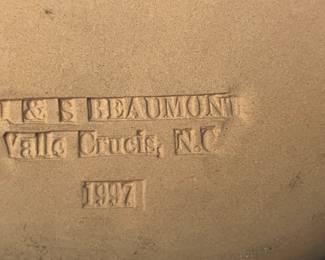 & S BEAUMONT
Valle Crucis, N.C
1997